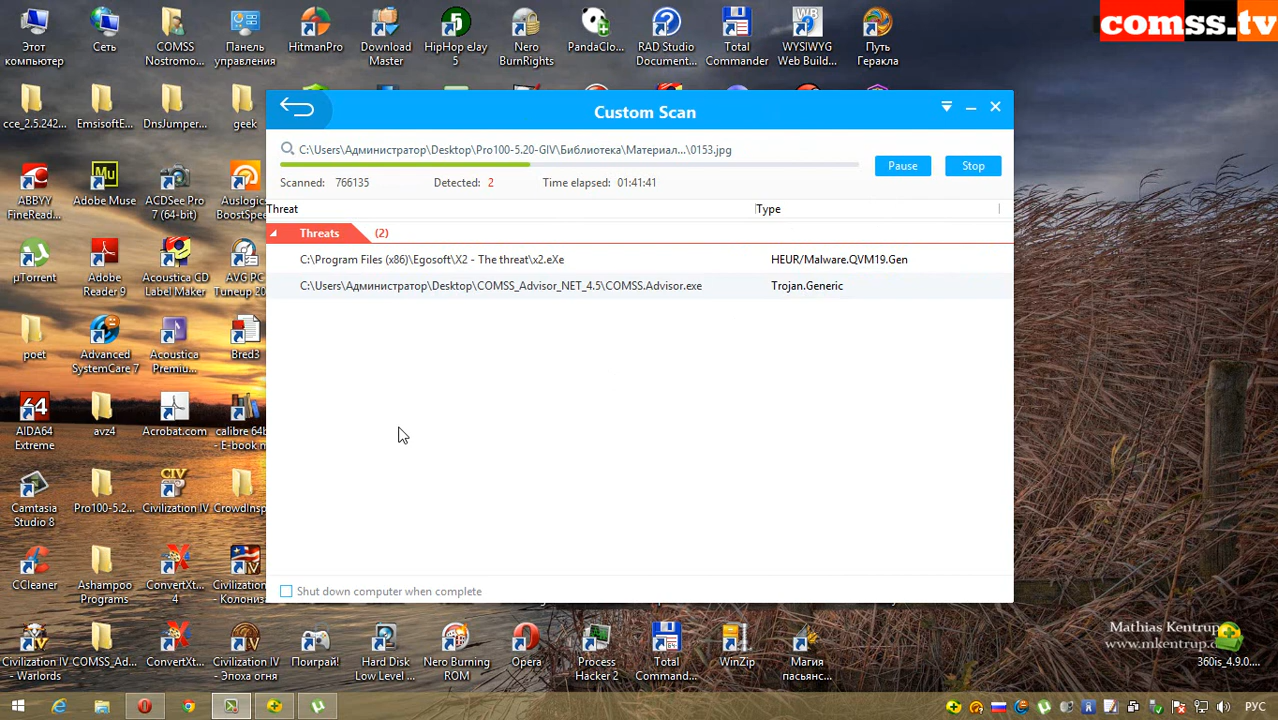 comss.tv
Этот
компьютер
Сеть
COMSS
Nostromo...
Панель
управления
HitmanPro
Download
Master
HipHop eJay
5
Nero
BurnRights
PandaClo...
RAD Studio
Document...
Total
Commander
WYSIWYG
Web Build...
Путь
Геракла
cce_2.5.242...
EmsisoftE...
DnsJumper...
geek
Custom Scan
C:\Users\Администратор\Desktop\Pro100-5.20-GIV\Библиотека\Материал...\0153.jpg
Pause
Stop
Scanned: 766135
Detected: 2
Time elapsed: 01:41:41
Threat
Type
Threats (2)
C:\Program Files (x86)\Egosoft\X2 - The threat\x2.eXe
HEUR/Malware.QVM19.Gen
C:\Users\Администратор\Desktop\COMSS_Advisor_NET_4.5\COMSS.Advisor.exe
Trojan.Generic
Shut down computer when complete
ABBYY
FineRead...
Adobe Muse
ACDSee Pro
7 (64-bit)
Auslogic
BoostSpee
µTorrent
Adobe
Reader 9
Acoustica CD
Label Maker
AVG PC
Tuneup 20
poet
Advanced
SystemCare 7
Acoustica
Premiu...
Bred3
64
AIDA64
Extreme
avz4
Acrobat.com
calibre 64b
- E-book m
Camtasia
Studio 8
Pro100-5.2...
CIV
Civilization IV
CrowdInsp
CCleaner
Ashampoo
Programs
ConvertXt...
4
Civilization
- Колониз
Civilization IV
- Warlords
COMSS_Ad...
ConvertXt...
Civilization IV
- Эпоха огня
Поиграй!
Hard Disk
Low Level ...
Nero Burning
ROM
Opera
Process
Hacker 2
Total
Command...
WinZip
Магия
пасьянс...
Mathias Kentrup
www.mkentrup.d
360is_4.9.0....
РУС